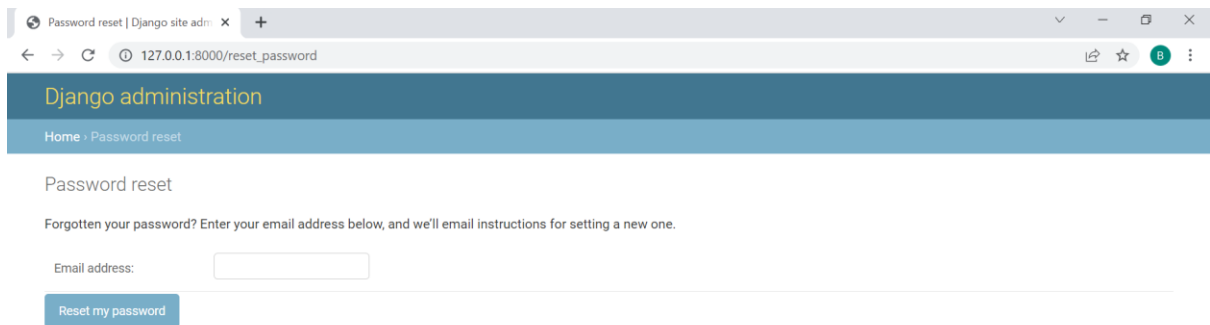 Password reset | Django site adm
127.0.0.1:8000/reset_password
B
Django administration
Home › Password reset
Password reset
Forgotten your password? Enter your email address below, and we'll email instructions for setting a new one.
Email address:
Reset my password